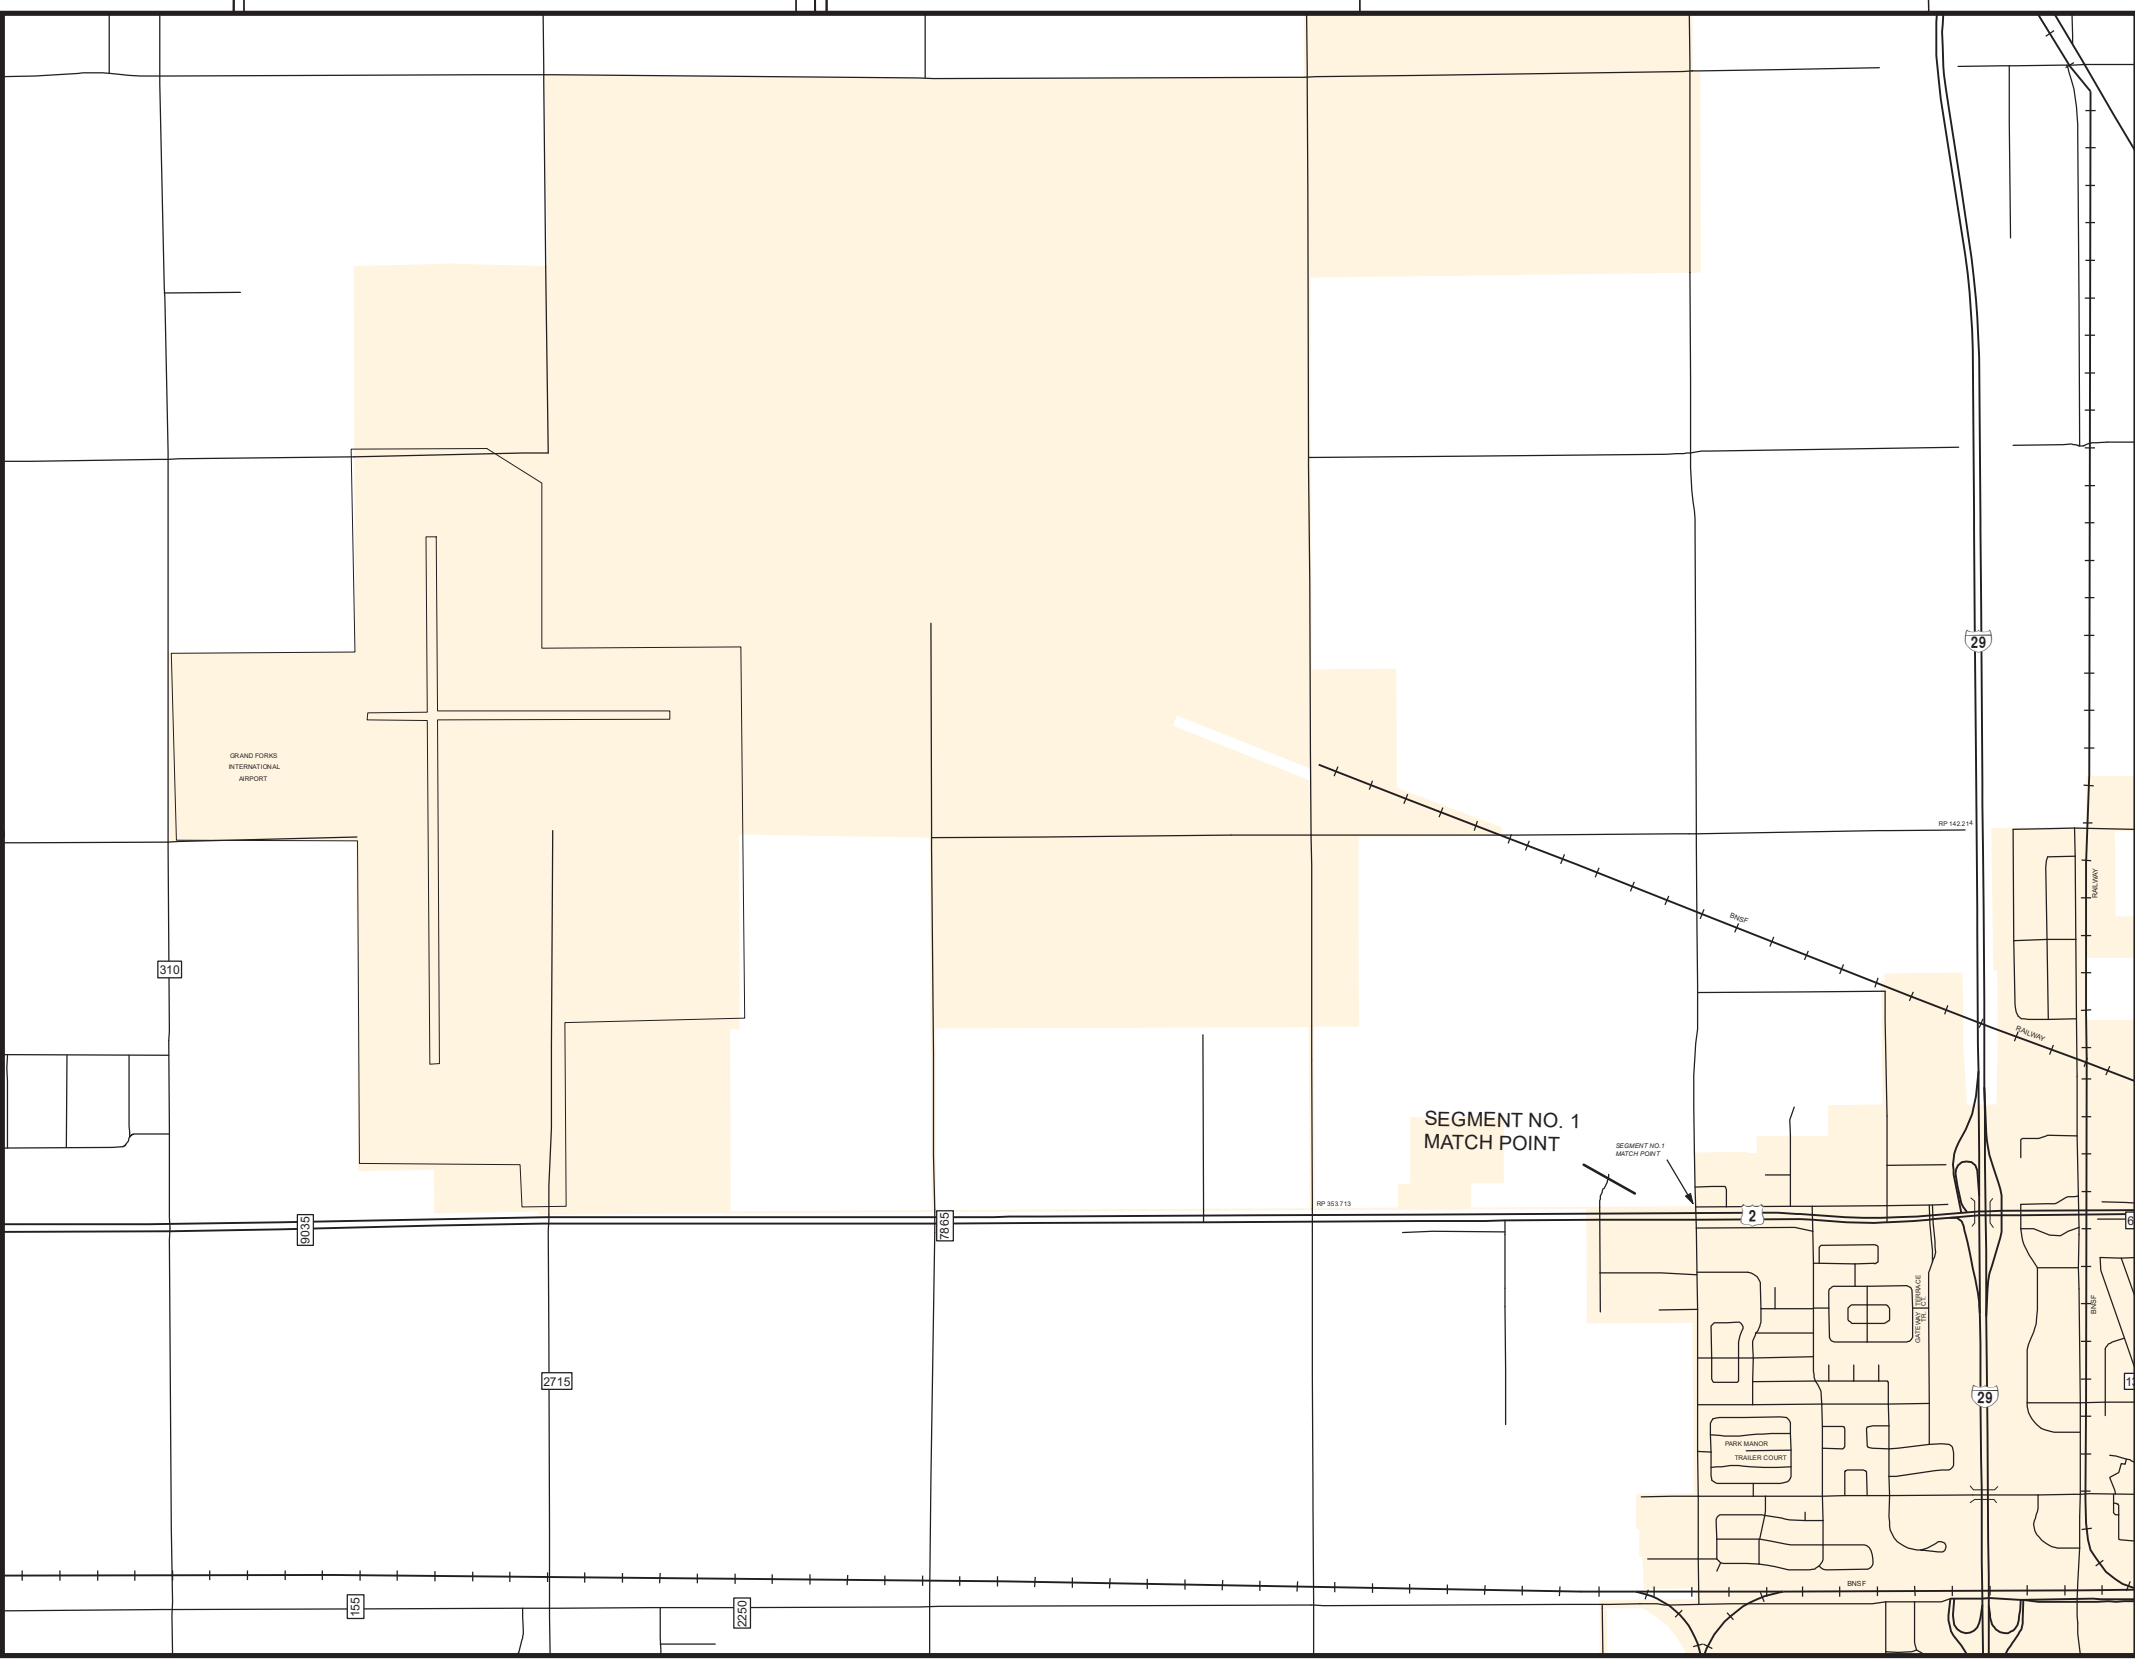 29
GRAND FORKS
INTERNATIONAL
AIRPORT
RP 142.214
RAILWAY
BNSF
310
RAILWAY
SEGMENT NO. 1
MATCH POINT
SEGMENT NO.1
MATCH POINT
RP 353.713
9035
7865
2
6
GATEWAY TERRACE
TR. CT.
BNSF
2715
29
13
PARK MANOR
TRAILER COURT
BNSF
155
2250